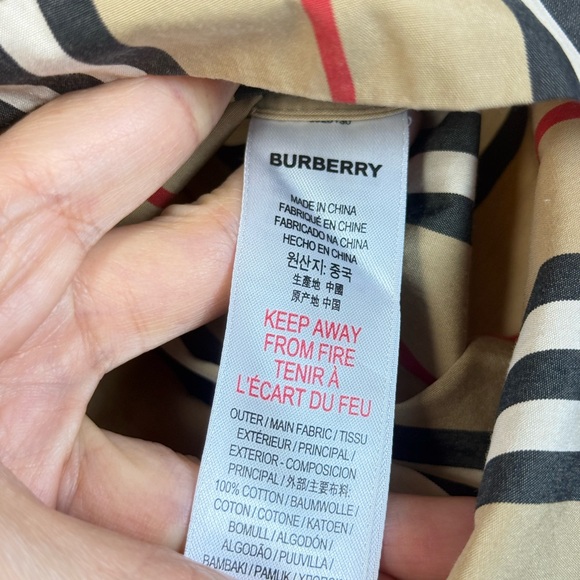 BURBERRY
MADE IN CHINA
FABRIQUÉ EN CHINE
FABRICADO NA CHINA
HECHO EN CHINA
원산지: 중국
生產地 中國
原产地 中国
KEEP AWAY
FROM FIRE
TENIR À
L'ÉCART DU FEU
OUTER / MAIN FABRIC / TISSU
EXTÉRIEUR / PRINCIPAL /
EXTERIOR - COMPOSICION
PRINCIPAL / 外部/主要布料:
100% COTTON / BAUMWOLLE /
COTON / COTONE / KATOEN /
BOMULL / ALGODÓN /
ALGODÃO / PUUVILLA /
BAMBAKI / PAMUK / ХЛОПОК